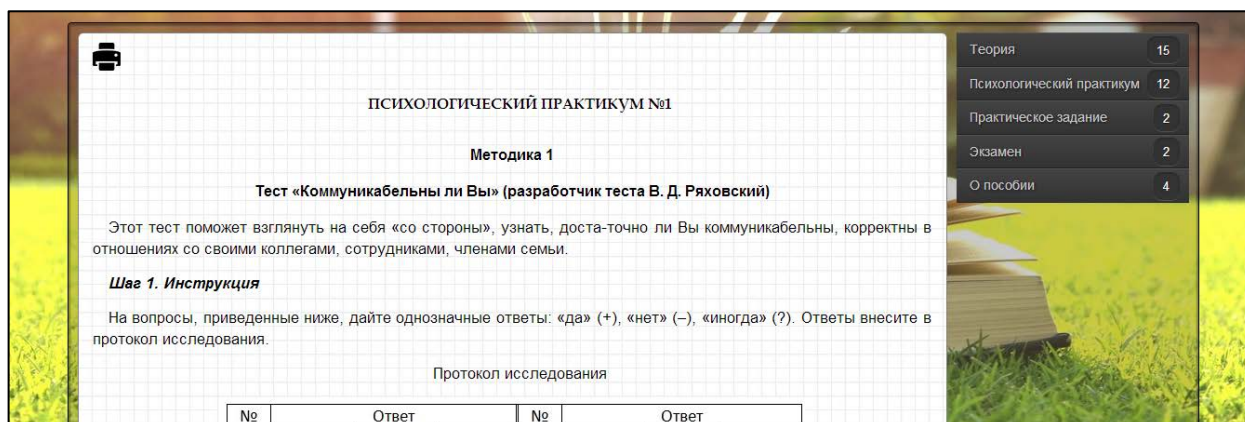 ПСИХОЛОГИЧЕСКИЙ ПРАКТИКУМ №1
Методика 1
Тест «Коммуникабельны ли Вы» (разработчик теста В. Д. Ряховский)
Этот тест поможет взглянуть на себя «со стороны», узнать, доста-точно ли Вы коммуникабельны, корректны в
отношениях со своими коллегами, сотрудниками, членами семьи.
Шаг 1. Инструкция
На вопросы, приведенные ниже, дайте однозначные ответы: «да» (+), «нет» (–), «иногда» (?). Ответы внесите в
протокол исследования.
Протокол исследования
№ Ответ № Ответ
Теория 15
Психологический практикум 12
Практическое задание 2
Экзамен 2
О пособии 4